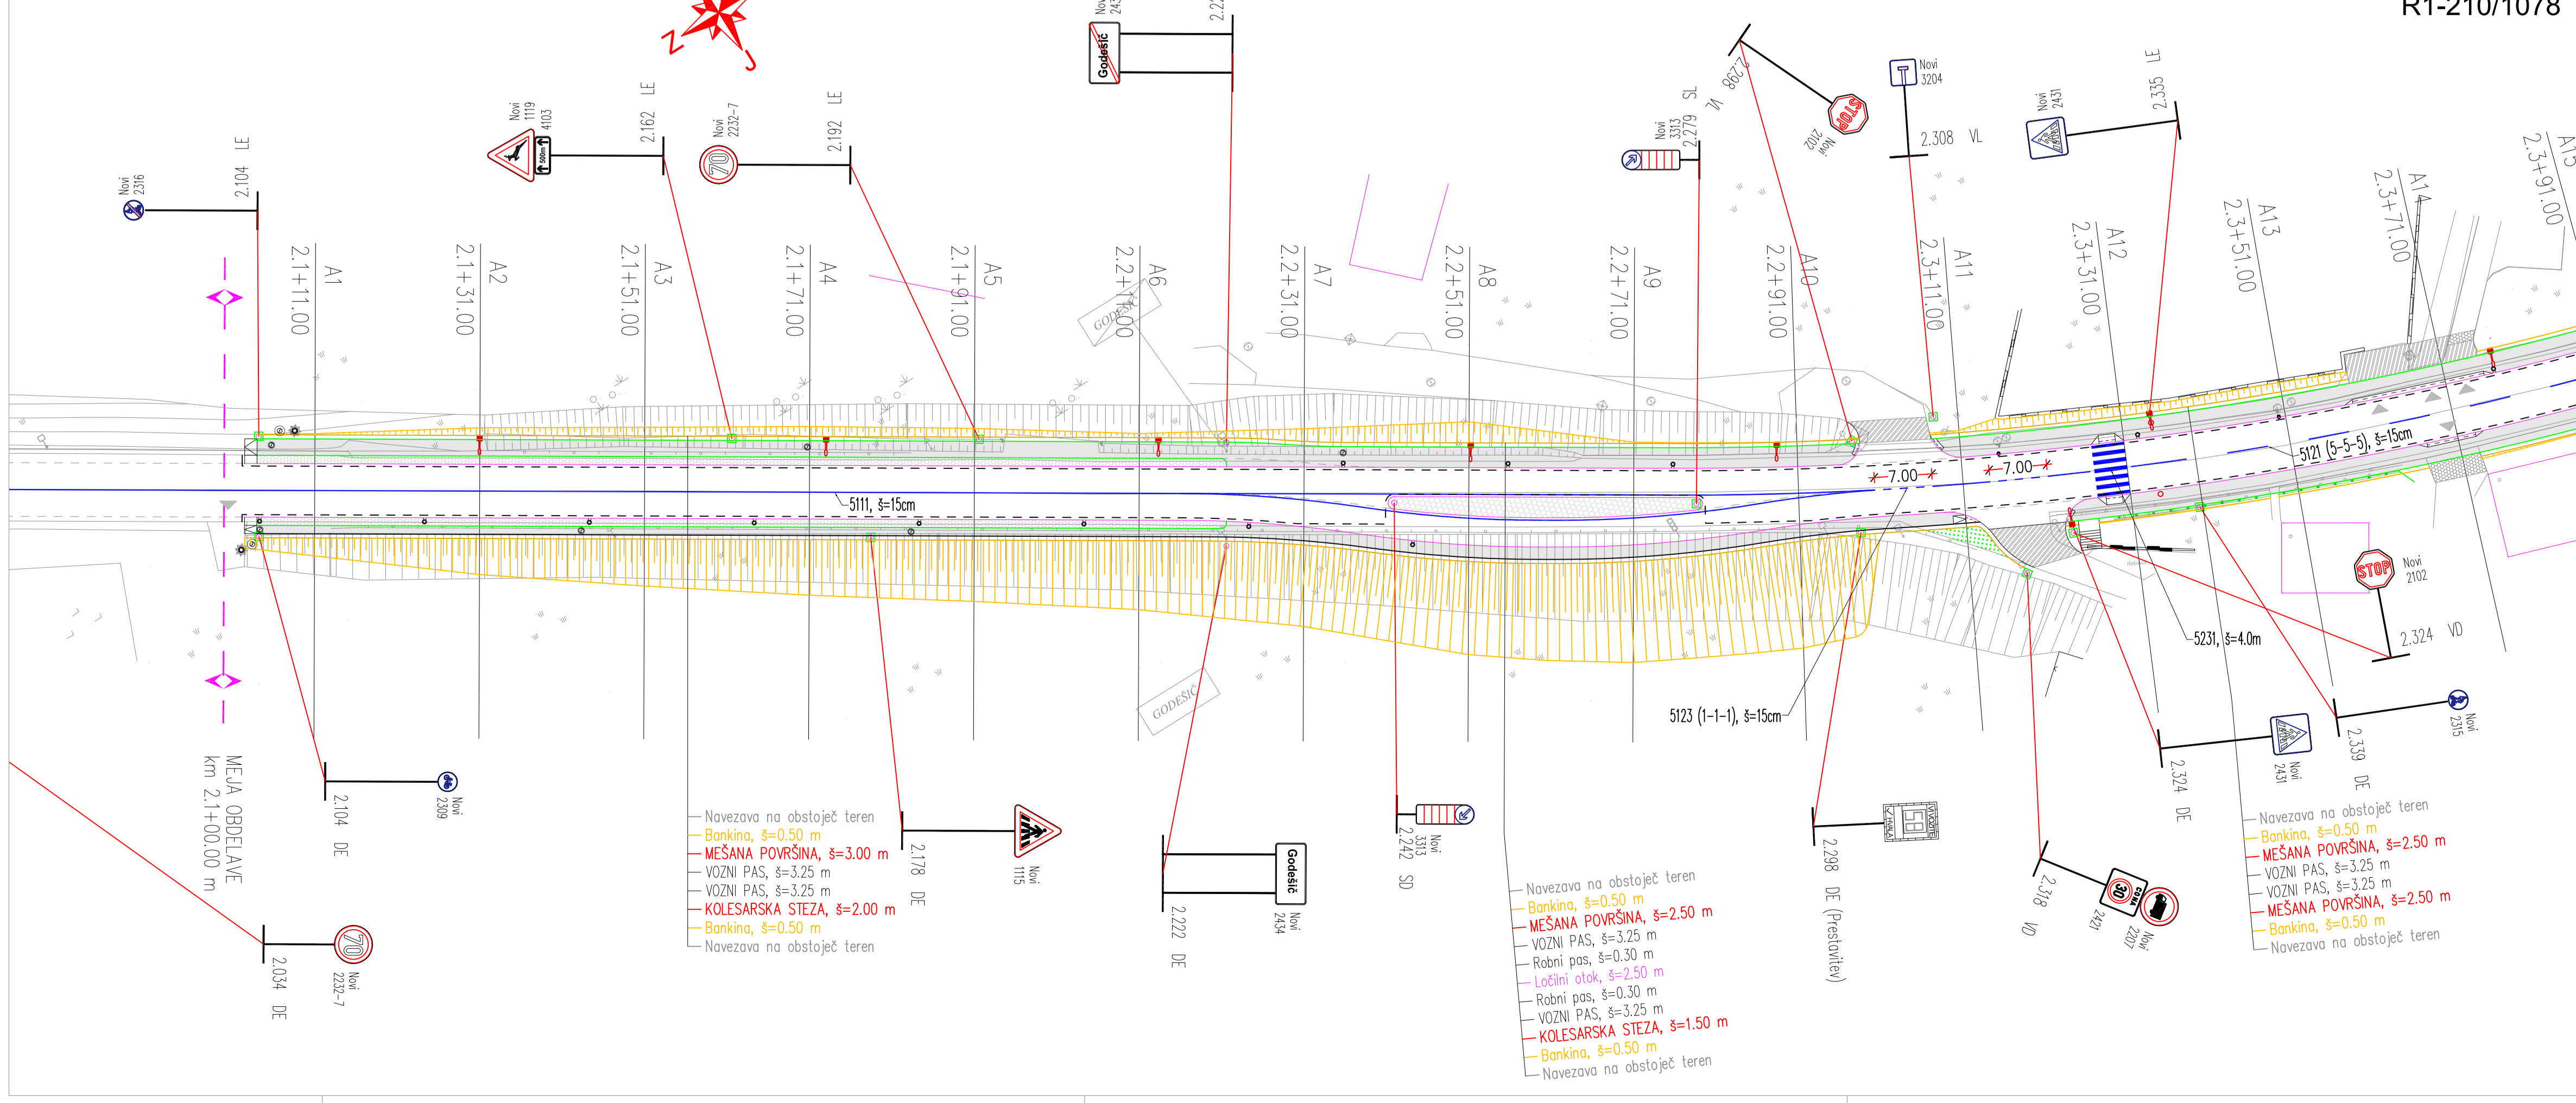 R1-210/1078
Z
J
Novi
2316
2.104 LE
Novi
1119
4103
500m
2.162 LE
Novi
2232-7
70
2.192 LE
Godešič
Novi
3313
2.279 SL
2.298 VL
STOP
Novi
2102
Novi
3204
2.308 VL
Novi
2431
2.335 LE
A1
2.1+11.00
A2
2.1+31.00
A3
2.1+51.00
A4
2.1+71.00
A5
2.1+91.00
A6
2.2+11.00
A7
2.2+31.00
A8
2.2+51.00
A9
2.2+71.00
A10
2.2+91.00
A11
2.3+11.00
A12
2.3+31.00
A13
2.3+51.00
A14
2.3+71.00
A15
2.3+91.00
GODEŠIČ
5111, š=15cm
7.00
7.00
5121 (5-5-5), š=15cm
5231, š=4.0m
5123 (1-1-1), š=15cm
GODEŠIČ
STOP
Novi
2102
2.324 VD
Novi
2315
2.339 DE
Novi
2431
2.324 DE
MEJA OBDELAVE
km 2.1+00.00 m
2.104 DE
Novi
2309
2.034 DE
70
Novi
2232-7
Navezava na obstoječ teren
Bankina, š=0.50 m
MEŠANA POVRŠINA, š=3.00 m
VOZNI PAS, š=3.25 m
VOZNI PAS, š=3.25 m
KOLESARSKA STEZA, š=2.00 m
Bankina, š=0.50 m
Navezava na obstoječ teren
2.178 DE
Novi
1115
2.222 DE
Godešič
Novi
2434
2.242 SD
Novi
3313
Navezava na obstoječ teren
Bankina, š=0.50 m
MEŠANA POVRŠINA, š=2.50 m
VOZNI PAS, š=3.25 m
Robni pas, š=0.30 m
Ločilni otok, š=2.50 m
Robni pas, š=0.30 m
VOZNI PAS, š=3.25 m
KOLESARSKA STEZA, š=1.50 m
Bankina, š=0.50 m
Navezava na obstoječ teren
2.298 DE (Prestavitev)
2.318 VD
30
CONA
2421
2207
Novi
Navezava na obstoječ teren
Bankina, š=0.50 m
MEŠANA POVRŠINA, š=2.50 m
VOZNI PAS, š=3.25 m
VOZNI PAS, š=3.25 m
MEŠANA POVRŠINA, š=2.50 m
Bankina, š=0.50 m
Navezava na obstoječ teren